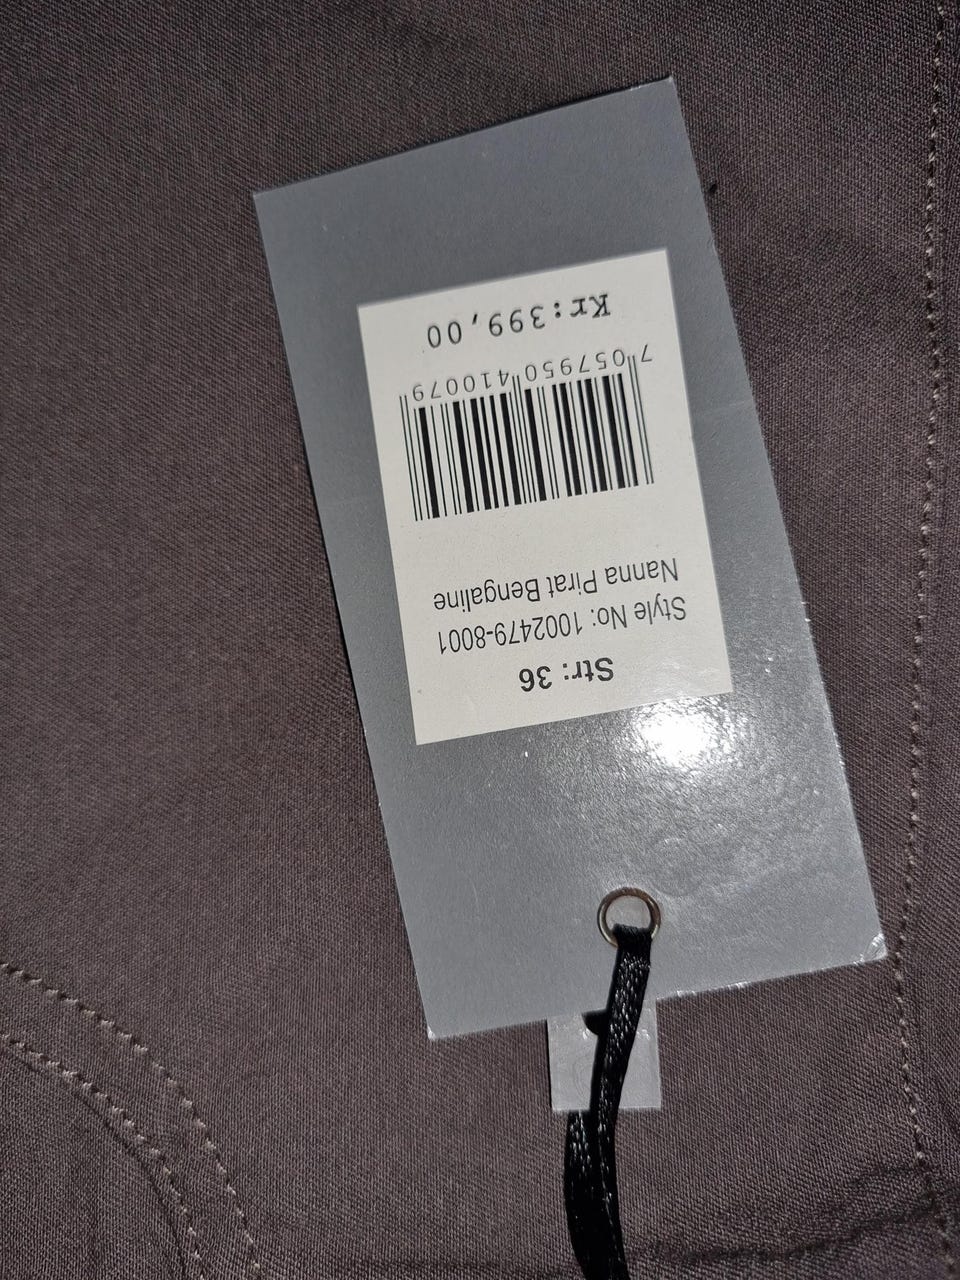 Str: 36
Style No: 1002479-8001
Nanna Pirat Bengaline
7 057950 410079
Kr:399,00